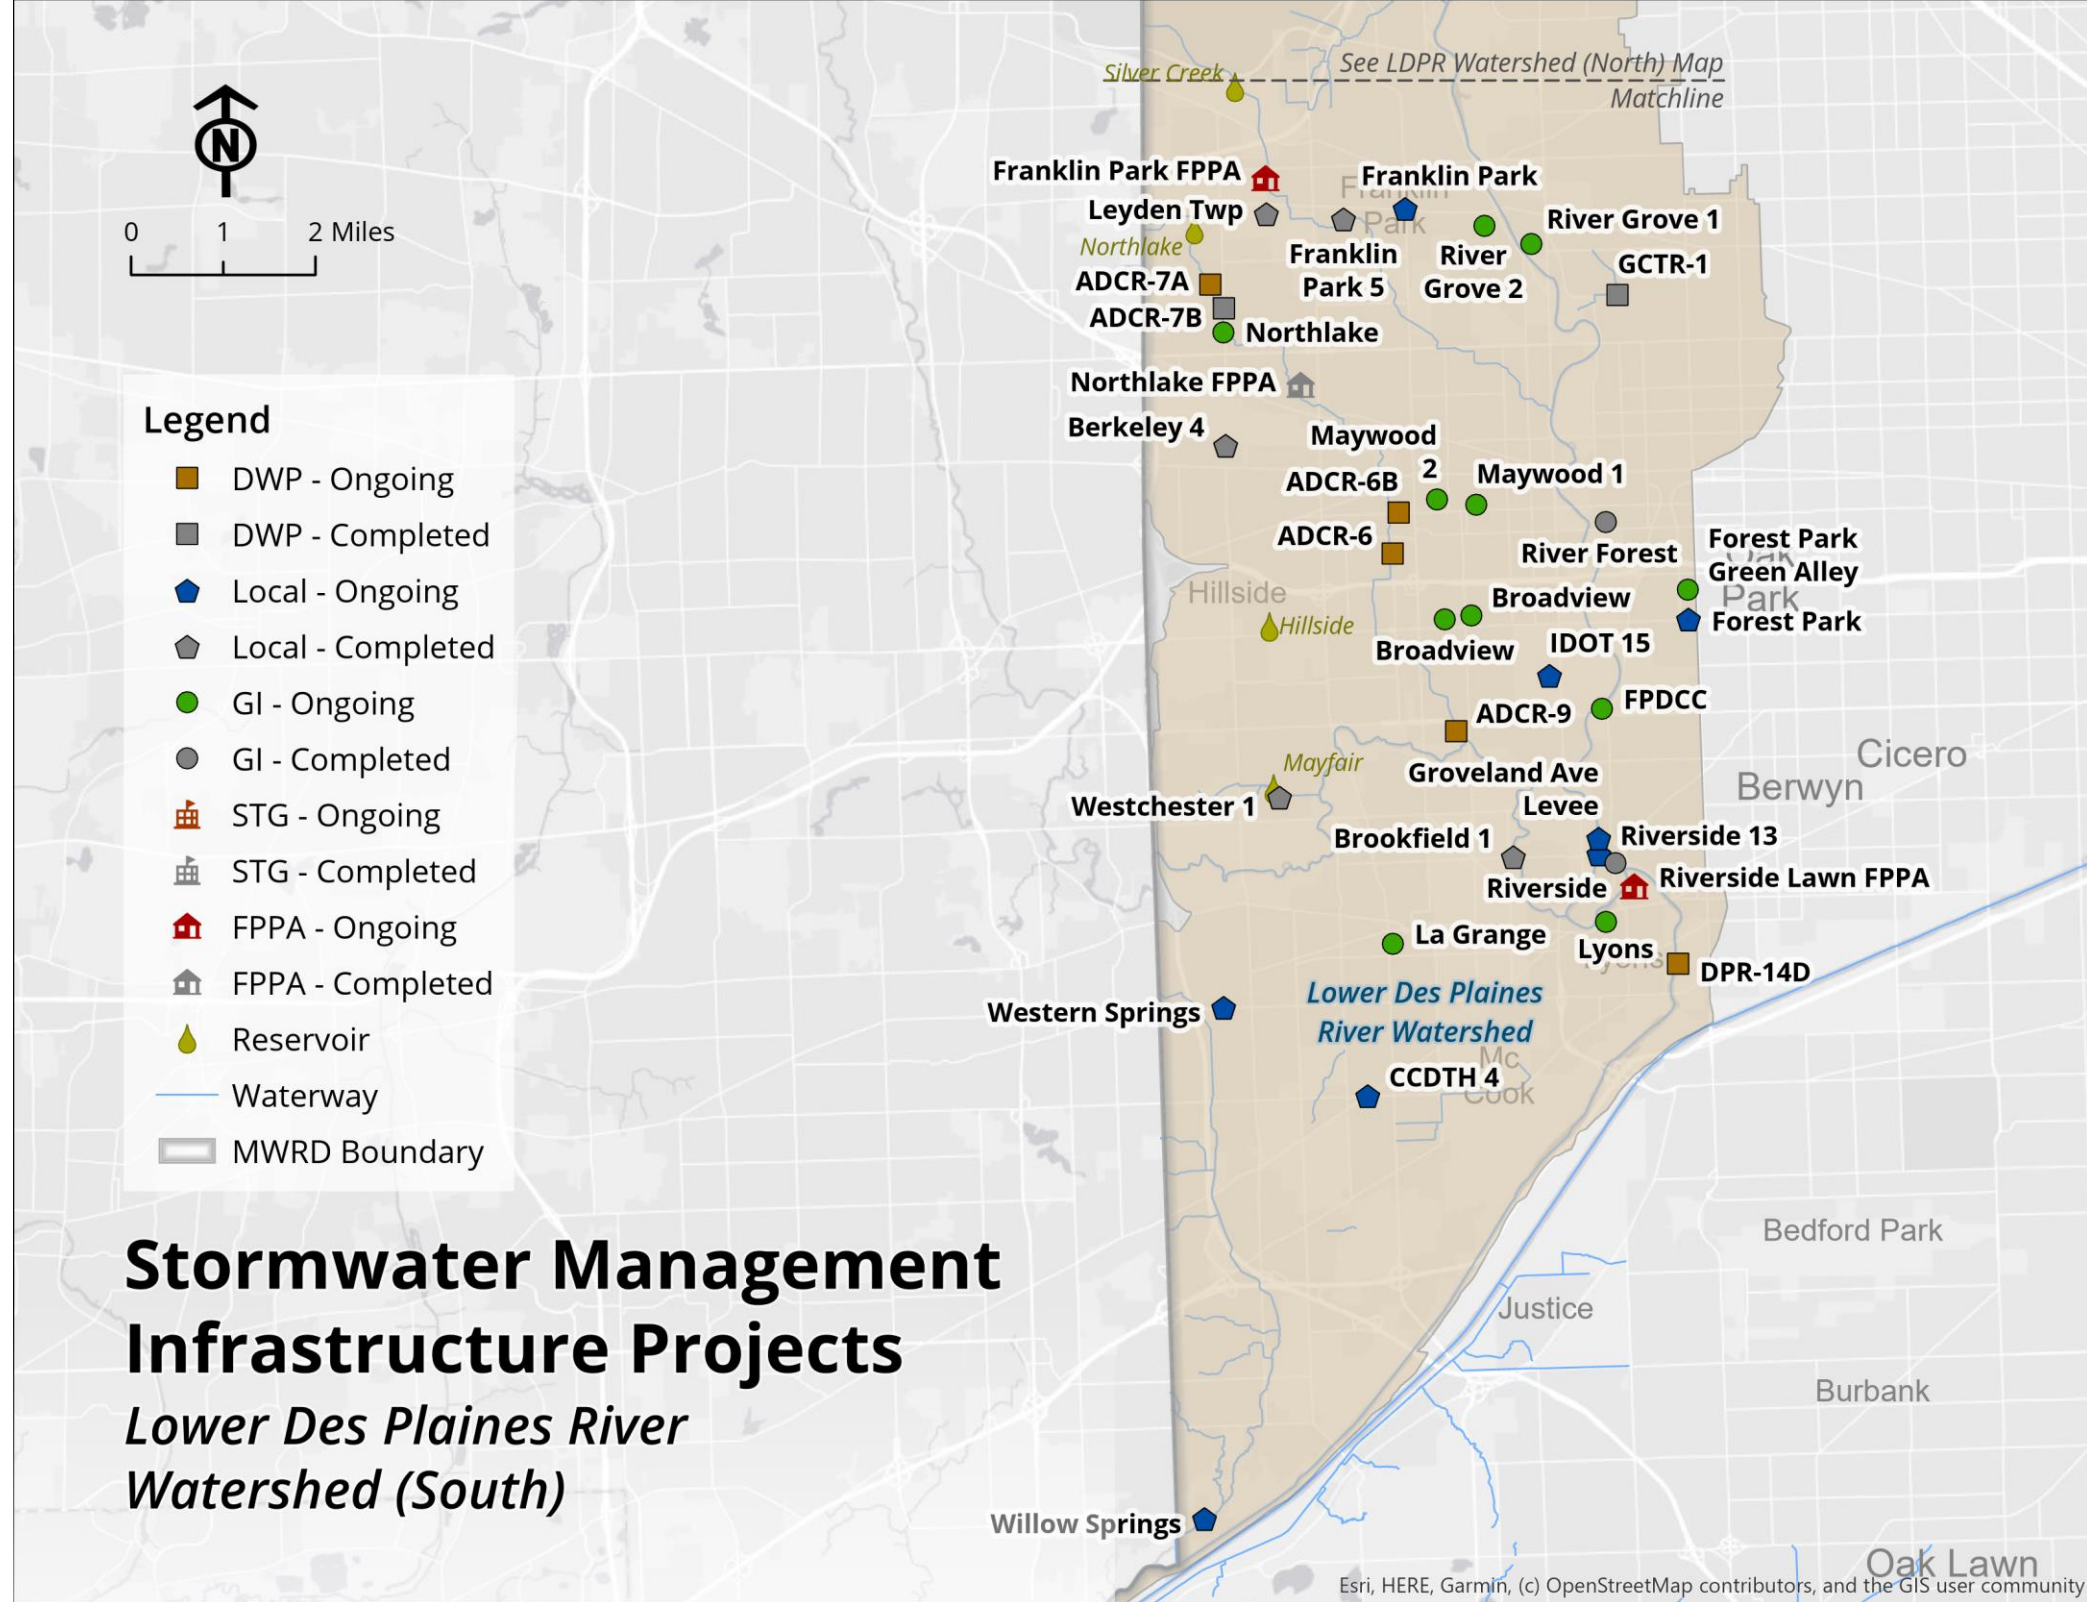 Silver Creek
See LDPR Watershed (North) Map
Matchline
Franklin Park FPPA
Franklin Park
Franklin
Park
Leyden Twp
River Grove 1
Northlake
Franklin
Park 5
River
Grove 2
GCTR-1
0 1 2 Miles
N
ADCR-7A
ADCR-7B
Northlake
Northlake FPPA
Berkeley 4
Maywood
2
Maywood 1
ADCR-6B
ADCR-6
River Forest
Forest Park
Green Alley
Oak
Park
Forest Park
Hillside
Hillside
Broadview
Broadview
IDOT 15
FPDCC
ADCR-9
Cicero
Berwyn
Mayfair
Westchester 1
Groveland Ave
Levee
Brookfield 1
Riverside 13
Riverside
Riverside Lawn FPPA
La Grange
Lyons
Lyons
DPR-14D
Western Springs
Lower Des Plaines
River Watershed
Mc
Cook
CCDTH 4
Bedford Park
Justice
Burbank
Willow Springs
Oak Lawn
Legend
DWP - Ongoing
DWP - Completed
Local - Ongoing
Local - Completed
GI - Ongoing
GI - Completed
STG - Ongoing
STG - Completed
FPPA - Ongoing
FPPA - Completed
Reservoir
Waterway
MWRD Boundary
Stormwater Management
Infrastructure Projects
Lower Des Plaines River
Watershed (South)
Esri, HERE, Garmin, (c) OpenStreetMap contributors, and the GIS user community